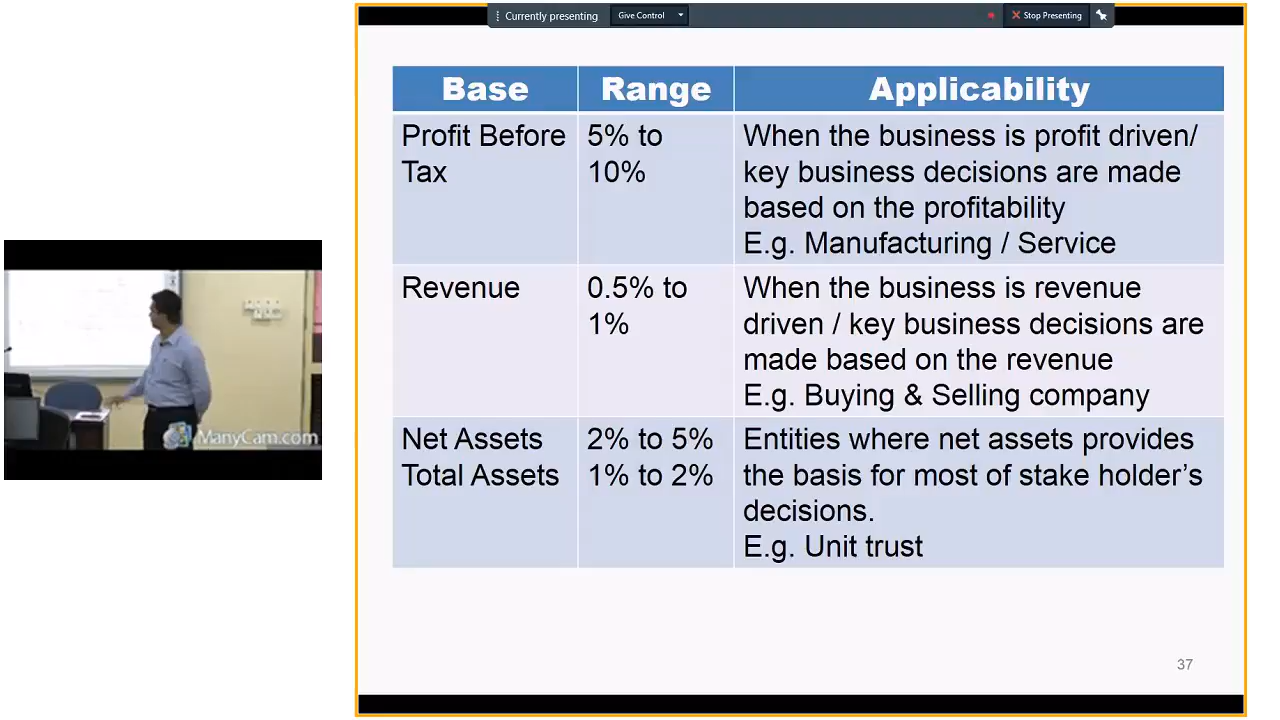 Currently presenting Give Control Stop Presenting
Base Range Applicability
Profit Before
Tax
5% to
10%
When the business is profit driven/
key business decisions are made
based on the profitability
E.g. Manufacturing / Service
Revenue
0.5% to
1%
When the business is revenue
driven / key business decisions are
made based on the revenue
E.g. Buying & Selling company
Net Assets
Total Assets
2% to 5%
1% to 2%
Entities where net assets provides
the basis for most of stake holder’s
decisions.
E.g. Unit trust
37
ManyCam.com